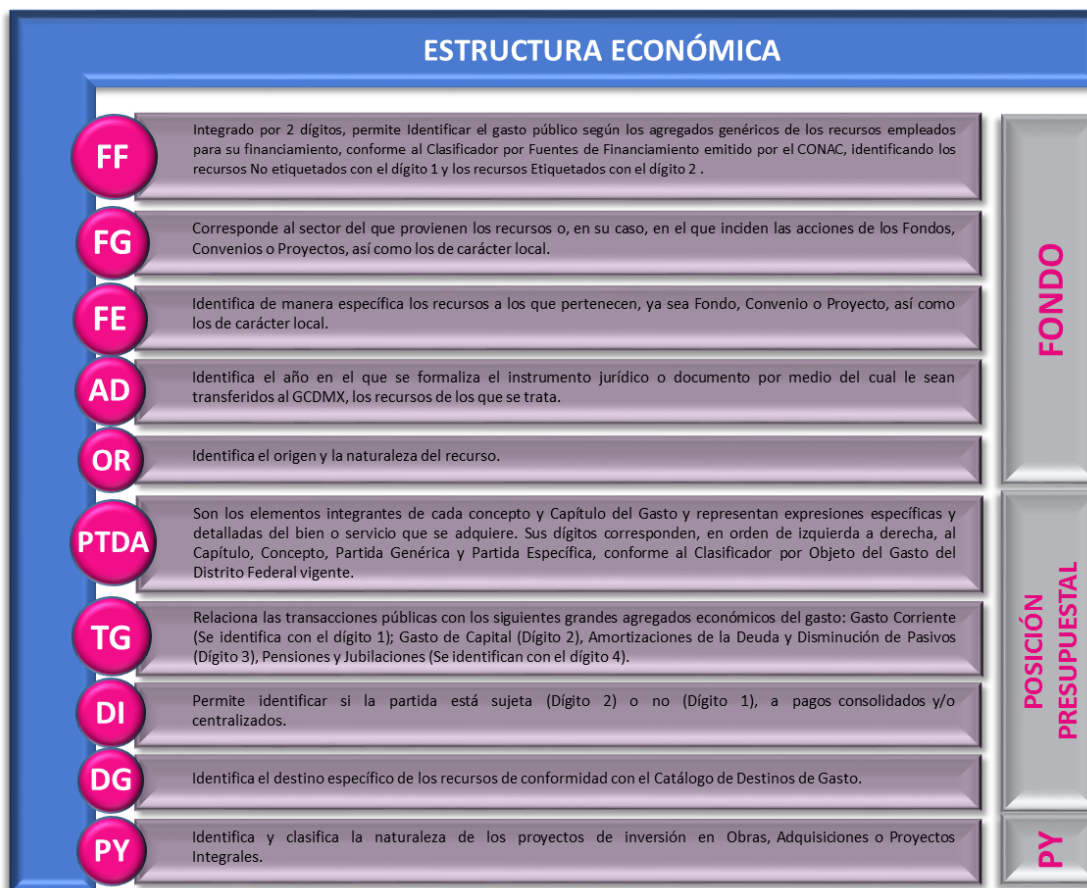 ESTRUCTURA ECONÓMICA
FF
Integrado por 2 dígitos, permite Identificar el gasto público según los agregados genéricos de los recursos empleados
para su financiamiento, conforme al Clasificador por Fuentes de Financiamiento emitido por el CONAC, identificando los
recursos No etiquetados con el dígito 1 y los recursos Etiquetados con el dígito 2 .
FG
Corresponde al sector del que provienen los recursos o, en su caso, en el que inciden las acciones de los Fondos,
Convenios o Proyectos, así como los de carácter local.
FE
Identifica de manera específica los recursos a los que pertenecen, ya sea Fondo, Convenio o Proyecto, así como
los de carácter local.
AD
Identifica el año en el que se formaliza el instrumento jurídico o documento por medio del cual le sean
transferidos al GCDMX, los recursos de los que se trata.
OR
Identifica el origen y la naturaleza del recurso.
FONDO
PTDA
Son los elementos integrantes de cada concepto y Capítulo del Gasto y representan expresiones específicas y
detalladas del bien o servicio que se adquiere. Sus dígitos corresponden, en orden de izquierda a derecha, al
Capítulo, Concepto, Partida Genérica y Partida Específica, conforme al Clasificador por Objeto del Gasto del
Distrito Federal vigente.
TG
Relaciona las transacciones públicas con los siguientes grandes agregados económicos del gasto: Gasto Corriente
(Se identifica con el dígito 1); Gasto de Capital (Dígito 2), Amortizaciones de la Deuda y Disminución de Pasivos
(Dígito 3), Pensiones y Jubilaciones (Se identifican con el dígito 4).
DI
Permite identificar si la partida está sujeta (Dígito 2) o no (Dígito 1), a pagos consolidados y/o
centralizados.
DG
Identifica el destino específico de los recursos de conformidad con el Catálogo de Destinos de Gasto.
POSICIÓN
PRESUPUESTAL
PY
Identifica y clasifica la naturaleza de los proyectos de inversión en Obras, Adquisiciones o Proyectos
Integrales.
PY